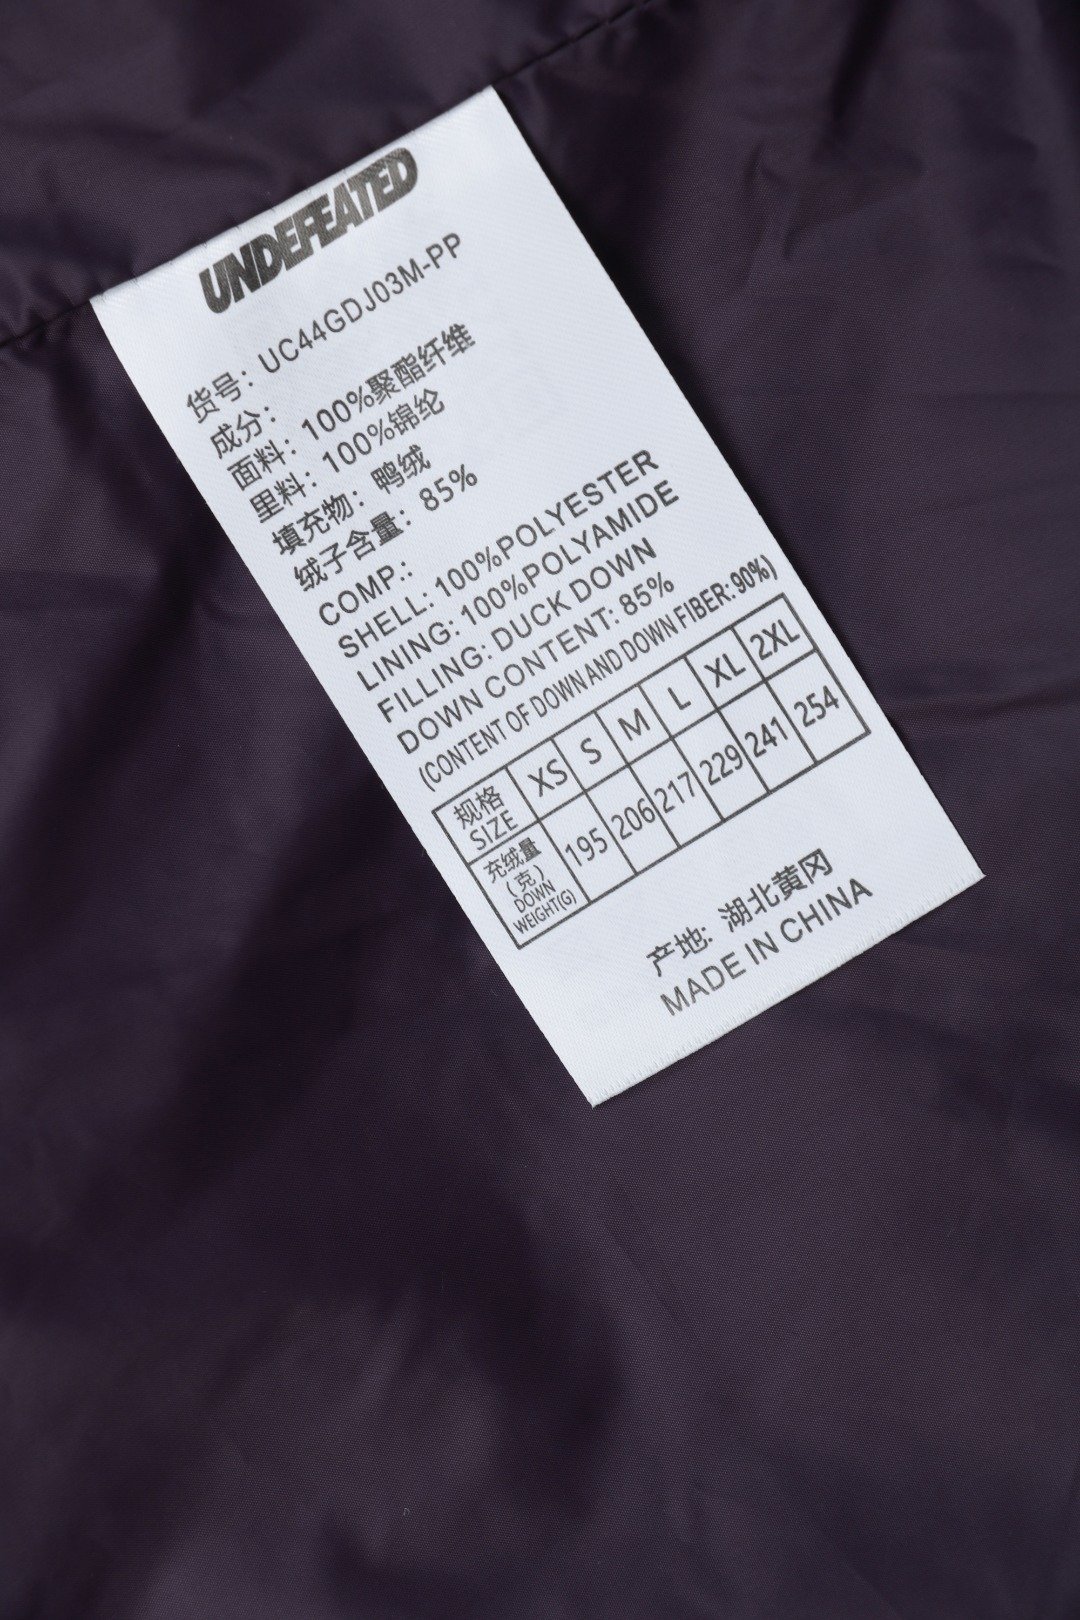 UNDEFEATED
货号: UC44GDJ03M-PP
成分:
面料: 100%聚酯纤维
里料: 100%锦纶
填充物: 鸭绒
绒子含量: 85%
COMP.:
SHELL: 100%POLYESTER
LINING: 100%POLYAMIDE
FILLING: DUCK DOWN
DOWN CONTENT: 85%
(CONTENT OF DOWN AND DOWN FIBER: 90%)
规格 SIZE XS S M L XL 2XL
充绒量 (克) DOWN WEIGHT(G) 195 206 217 229 241 254
产地: 湖北黄冈
MADE IN CHINA